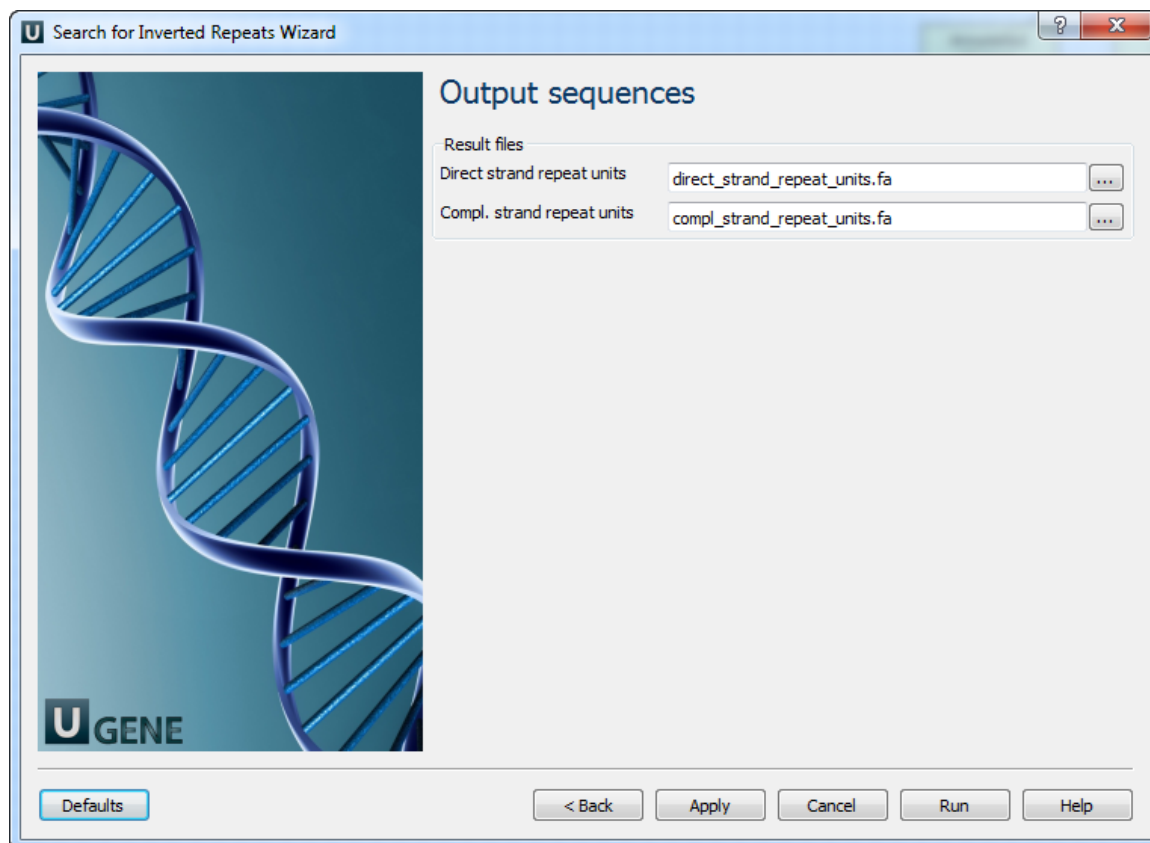 U Search for Inverted Repeats Wizard
?
X
Output sequences
Result files
Direct strand repeat units direct_strand_repeat_units.fa ...
Compl. strand repeat units compl_strand_repeat_units.fa ...
U GENE
Defaults < Back Apply Cancel Run Help